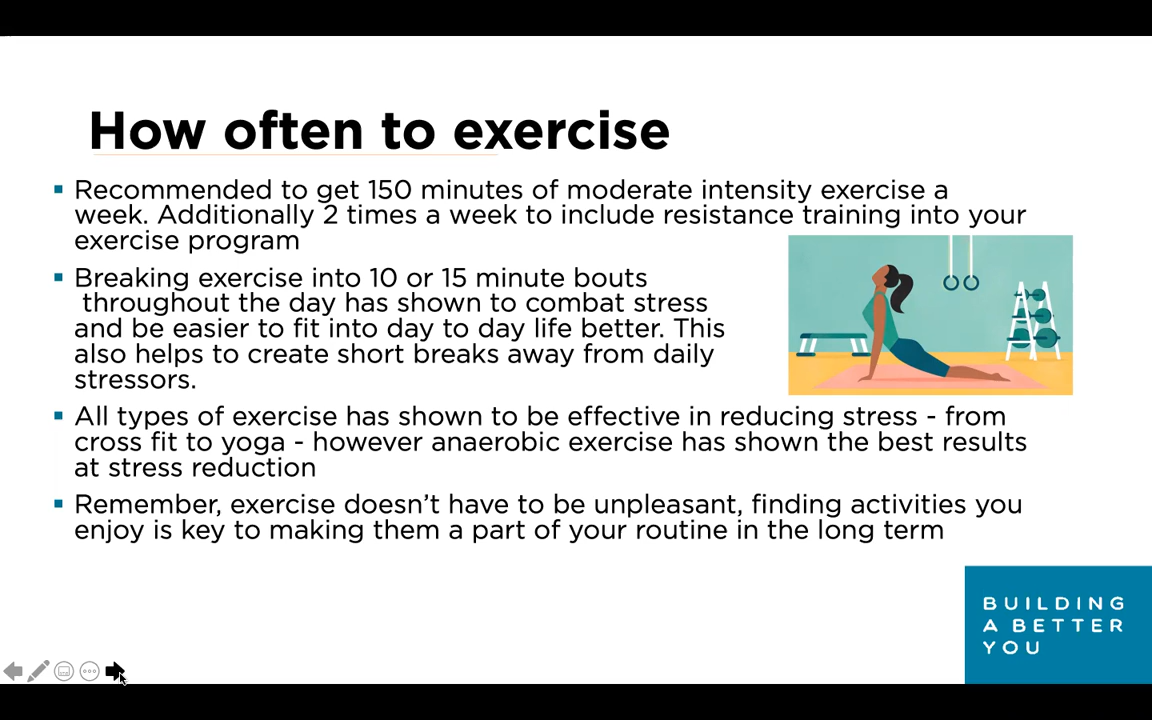 How often to exercise
Recommended to get 150 minutes of moderate intensity exercise a
week. Additionally 2 times a week to include resistance training into your
exercise program
Breaking exercise into 10 or 15 minute bouts
throughout the day has shown to combat stress
and be easier to fit into day to day life better. This
also helps to create short breaks away from daily
stressors.
All types of exercise has shown to be effective in reducing stress - from
cross fit to yoga - however anaerobic exercise has shown the best results
at stress reduction
Remember, exercise doesn’t have to be unpleasant, finding activities you
enjoy is key to making them a part of your routine in the long term
BUILDING
A BETTER
YOU